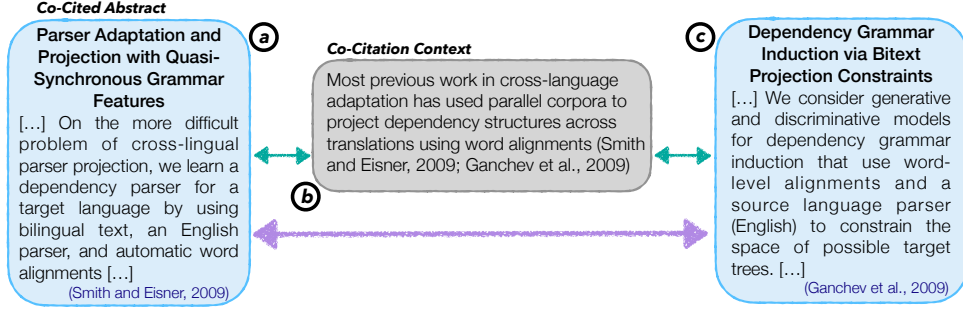 Co-Cited Abstract
Parser Adaptation and
Projection with Quasi-
Synchronous Grammar
Features
[...] On the more difficult
problem of cross-lingual
parser projection, we learn a
dependency parser for a
target language by using
bilingual text, an English
parser, and automatic word
alignments [...]
(Smith and Eisner, 2009)
a
Co-Citation Context
Most previous work in cross-language
adaptation has used parallel corpora to
project dependency structures across
translations using word alignments (Smith
and Eisner, 2009; Ganchev et al., 2009)
b
c
Dependency Grammar
Induction via Bitext
Projection Constraints
[...] We consider generative
and discriminative models
for dependency grammar
induction that use word-
level alignments and a
source language parser
(English) to constrain the
space of possible target
trees. [...]
(Ganchev et al., 2009)